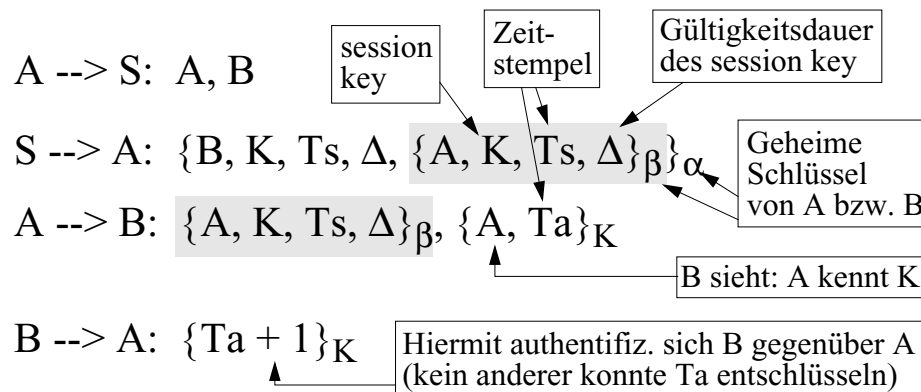 session
key
Zeit-
stempel
Gültigkeitsdauer
des session key
A --> S: A, B
S --> A: {B, K, Ts, Δ, {A, K, Ts, Δ}β}α
Geheime
Schlüssel
von A bzw. B
A --> B: {A, K, Ts, Δ}β, {A, Ta}K
B sieht: A kennt K
B --> A: {Ta + 1}K
Hiermit authentifiz. sich B gegenüber A
(kein anderer konnte Ta entschlüseln)